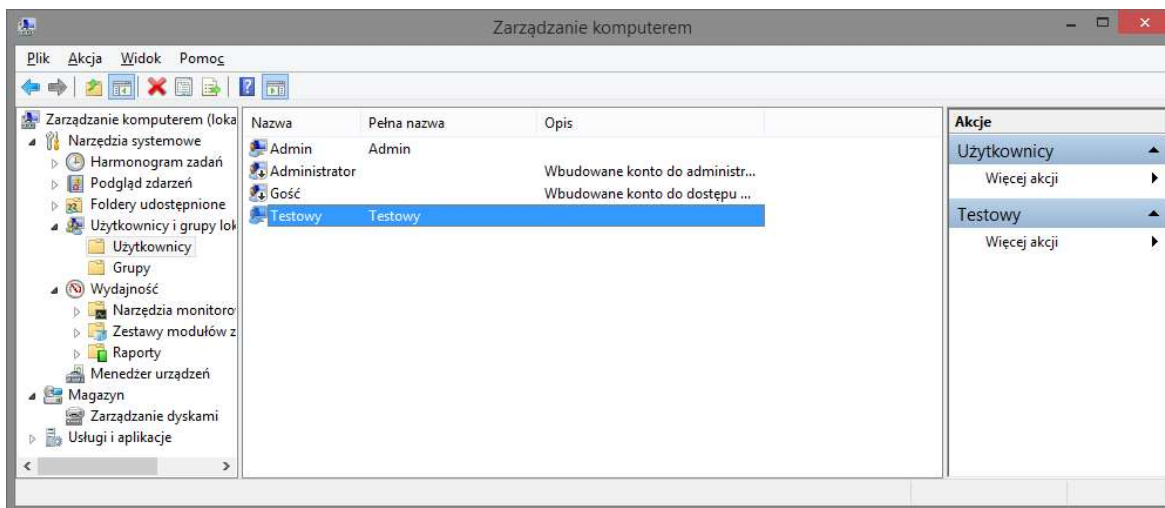 Zarządzanie komputerem
Plik Akcja Widok Pomoc
Zarządzanie komputerem (loka
Narzędzia systemowe
Harmonogram zadań
Podgląd zdarzeń
Foldery udostępnione
Użytkownicy i grupy lok
Użytkownicy
Grupy
Wydajność
Narzędzia monitoro
Zestawy modułów z
Raporty
Menedżer urządzeń
Magazyn
Zarządzanie dyskami
Usługi i aplikacje
Nazwa Pełna nazwa Opis
Admin Admin
Administrator Wbudowane konto do administr...
Gość Wbudowane konto do dostępu ...
Testowy Testowy
Akcje
Użytkownicy
Więcej akcji
Testowy
Więcej akcji